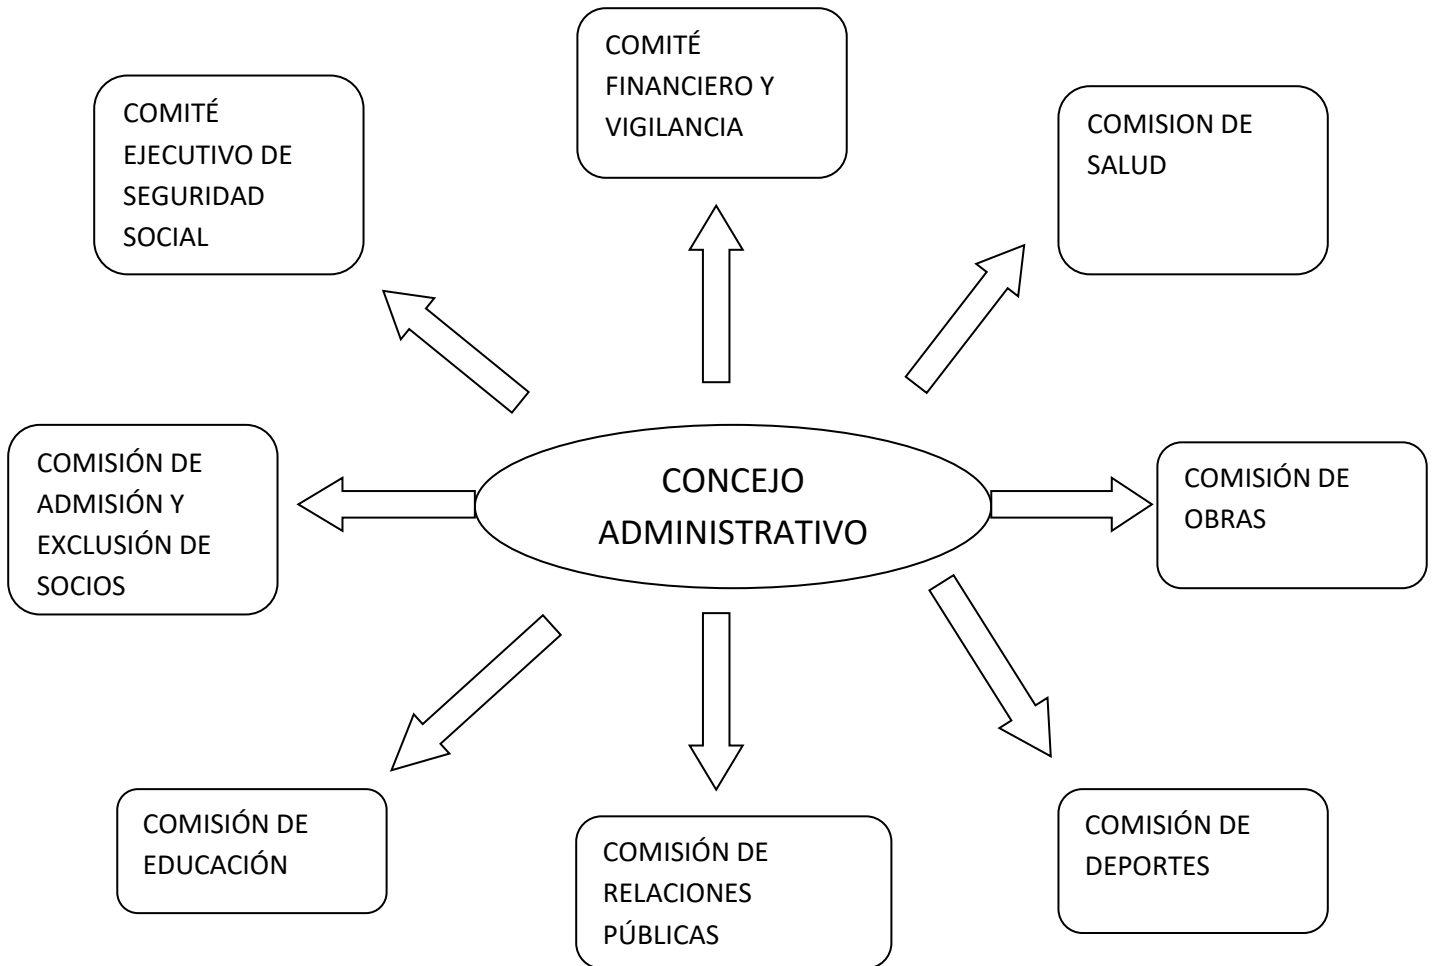 COMITÉ
FINANCIERO Y
VIGILANCIA
COMITÉ
EJECUTIVO DE
SEGURIDAD
SOCIAL
COMISION DE
SALUD
COMISIÓN DE
ADMISIÓN Y
EXCLUSIÓN DE
SOCIOS
CONCEJO
ADMINISTRATIVO
COMISIÓN DE
OBRAS
COMISIÓN DE
EDUCACIÓN
COMISIÓN DE
RELACIONES
PÚBLICAS
COMISIÓN DE
DEPORTES